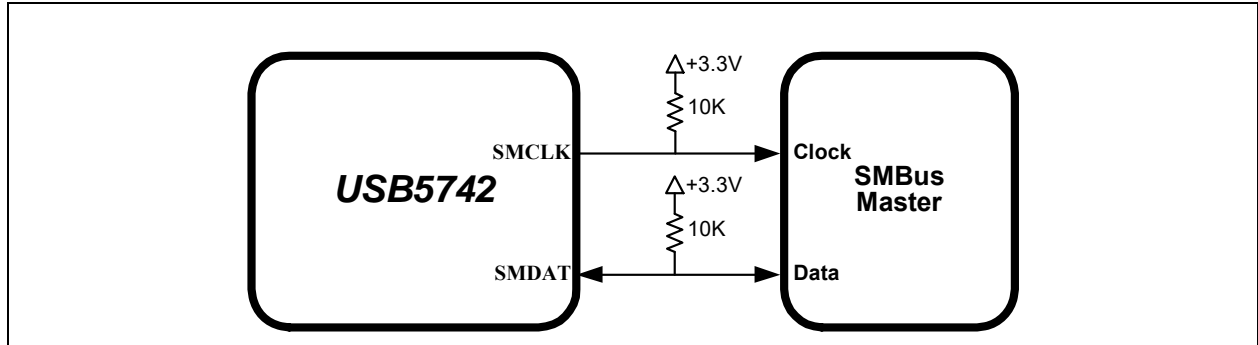 +3.3V
10K
SMCLK
Clock
USB5742
SMBus
Master
+3.3V
10K
SMDAT
Data